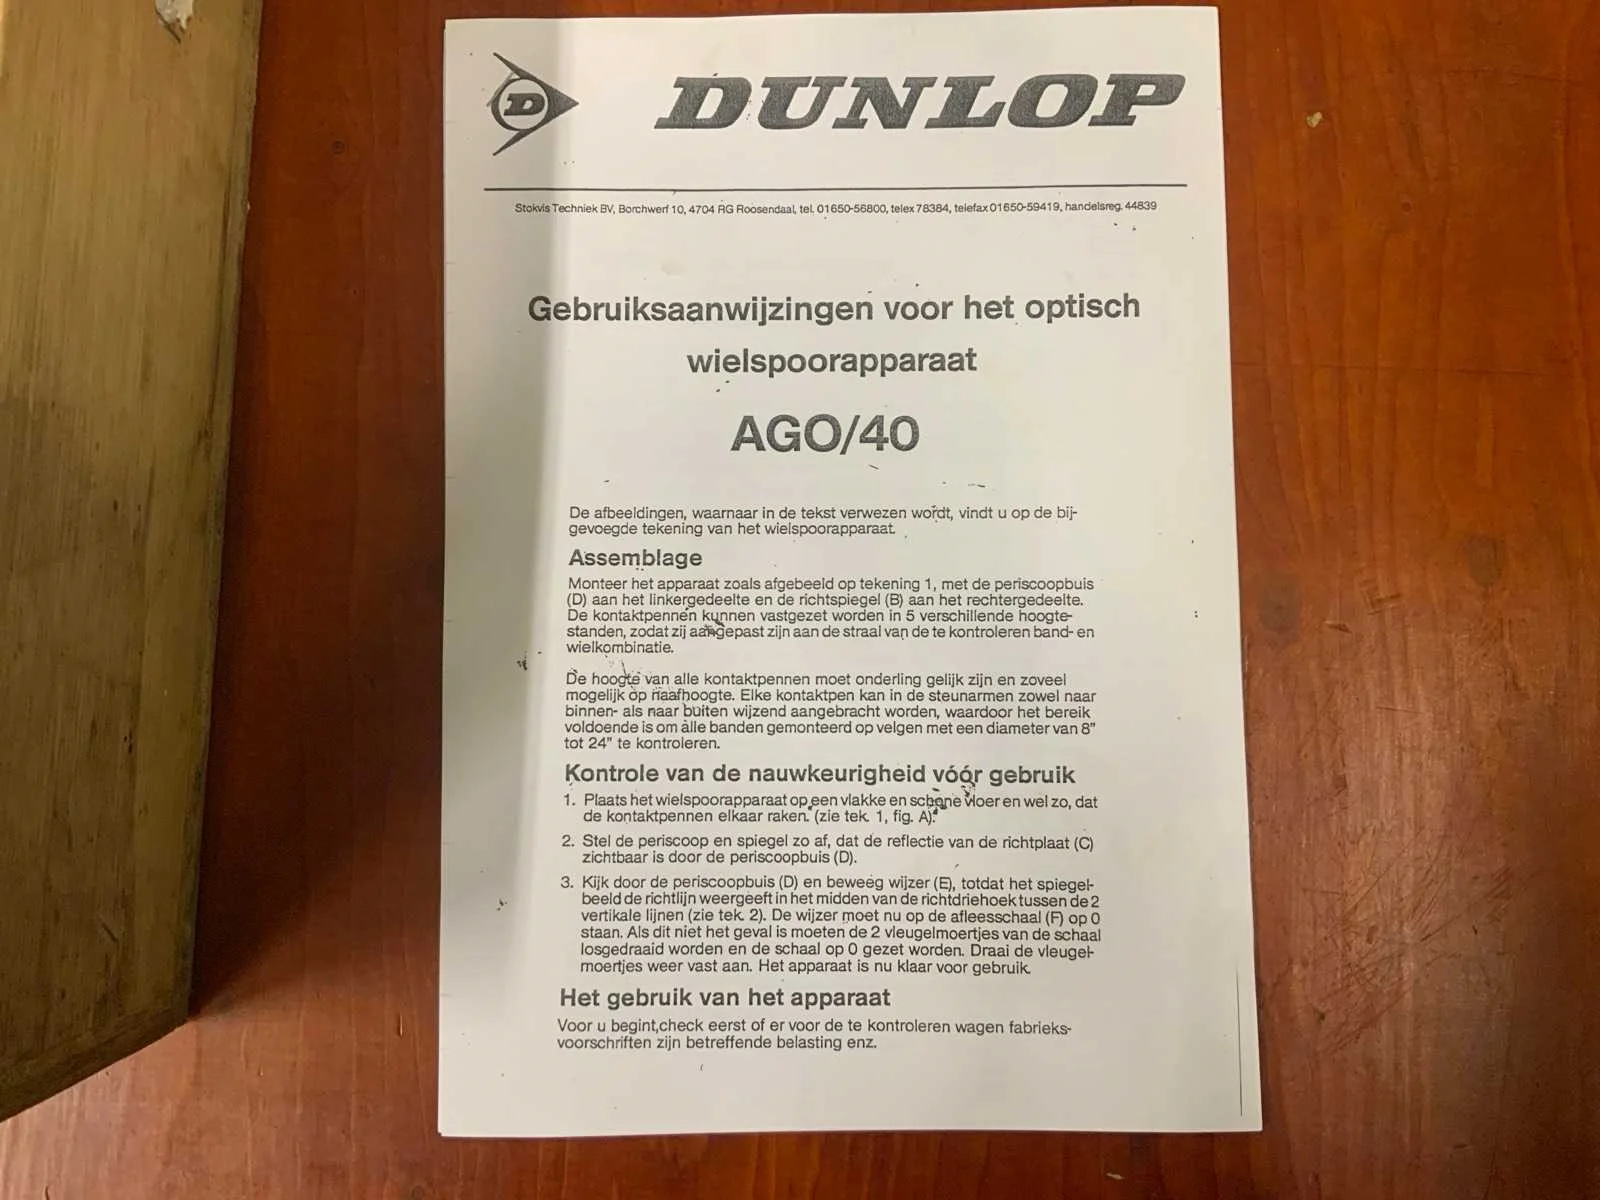 D
DUNLOP
Stokvis Techniek BV, Borchwerf 10, 4704 RG Roosendaal, tel. 01650-56800, telex 78384, telefax 01650-59419, handelsreg. 44839
Gebruiksaanwijzingen voor het optisch
wielspoorapparaat
AGO/40
De afbeeldingen, waarnaar in de tekst verwezen wordt, vindt u op de bij-
gevoegde tekening van het wielspoorapparaat.
Assemblage
Monteer het apparaat zoals afgebeeld op tekening 1, met de periscoopbuis
(D) aan het linkergedeelte en de richtspiegel (B) aan het rechtergedeelte.
De kontaktpennen kunnen vastgezet worden in 5 verschillende hoogte-
standen, zodat zij aangepast zijn aan de straal van de te kontroleren band- en
wielkombinatie.
De hoogte van alle kontaktpennen moet onderling gelijk zijn en zoveel
mogelijk op naafhoogte. Elke kontaktpen kan in de steunarmen zowel naar
binnen- als naar buiten wijzend aangebracht worden, waardoor het bereik
voldoende is om alle banden gemonteerd op velgen met een diameter van 8"
tot 24" te kontroleren.
Kontrole van de nauwkeurigheid vóór gebruik
1. Plaats het wielspoorapparaat op een vlakke en schone vloer en wel zo, dat
de kontaktpennen elkaar raken. (zie tek. 1, fig. A).
2. Stel de periscoop en spiegel zo af, dat de reflectie van de richtplaat (C)
zichtbaar is door de periscoopbuis (D).
3. Kijk door de periscoopbuis (D) en beweeg wijzer (E), totdat het spiegel-
beeld de richtlijn weergeeft in het midden van de richtdriehoek tussen de 2
vertikale lijnen (zie tek. 2). De wijzer moet nu op de afleesschaal (F) op 0
staan. Als dit niet het geval is moeten de 2 vleugelmoertjes van de schaal
losgedraaid worden en de schaal op 0 gezet worden. Draai de vleugel-
moertjes weer vast aan. Het apparaat is nu klaar voor gebruik.
Het gebruik van het apparaat
Voor u begint,check eerst of er voor de te kontroleren wagen fabrieks-
voorschriften zijn betreffende belasting enz.